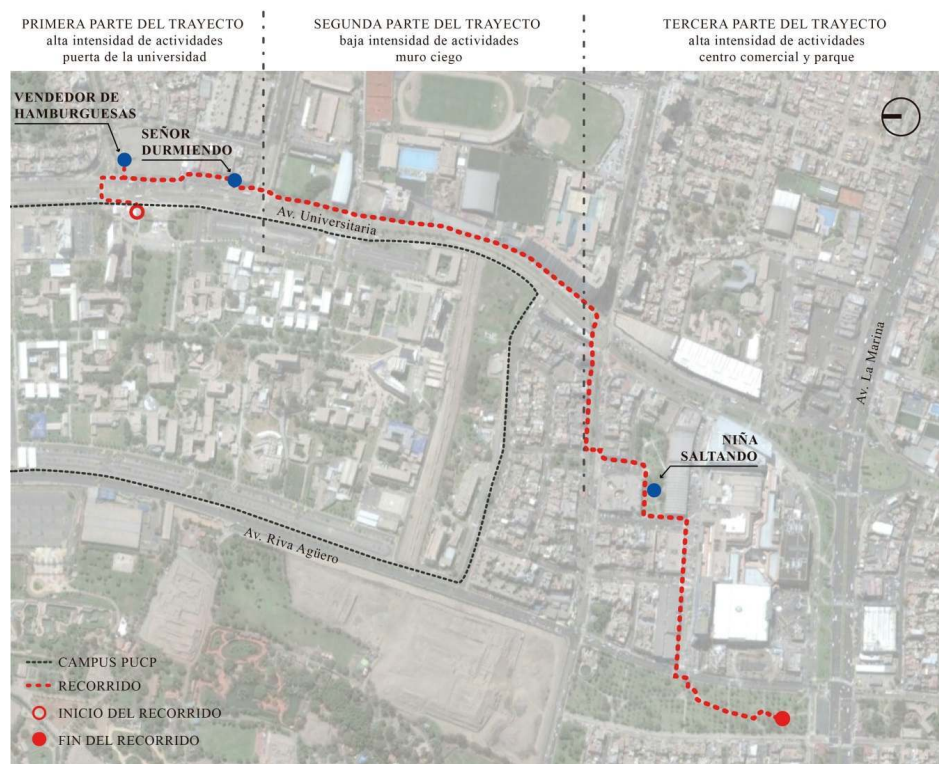 PRIMERA PARTE DEL TRAYECTO
alta intensidad de actividades
puerta de la universidad
SEGUNDA PARTE DEL TRAYECTO
baja intensidad de actividades
muro ciego
TERCERA PARTE DEL TRAYECTO
alta intensidad de actividades
centro comercial y parque
VENDEDOR DE
HAMBURGUESAS
SEÑOR
DURMIENDO
Av. Universitaria
Av. La Marina
NIÑA
SALTANDO
Av. Riva Agüero
CAMPUS PUCP
RECORRIDO
INICIO DEL RECORRIDO
FIN DEL RECORRIDO